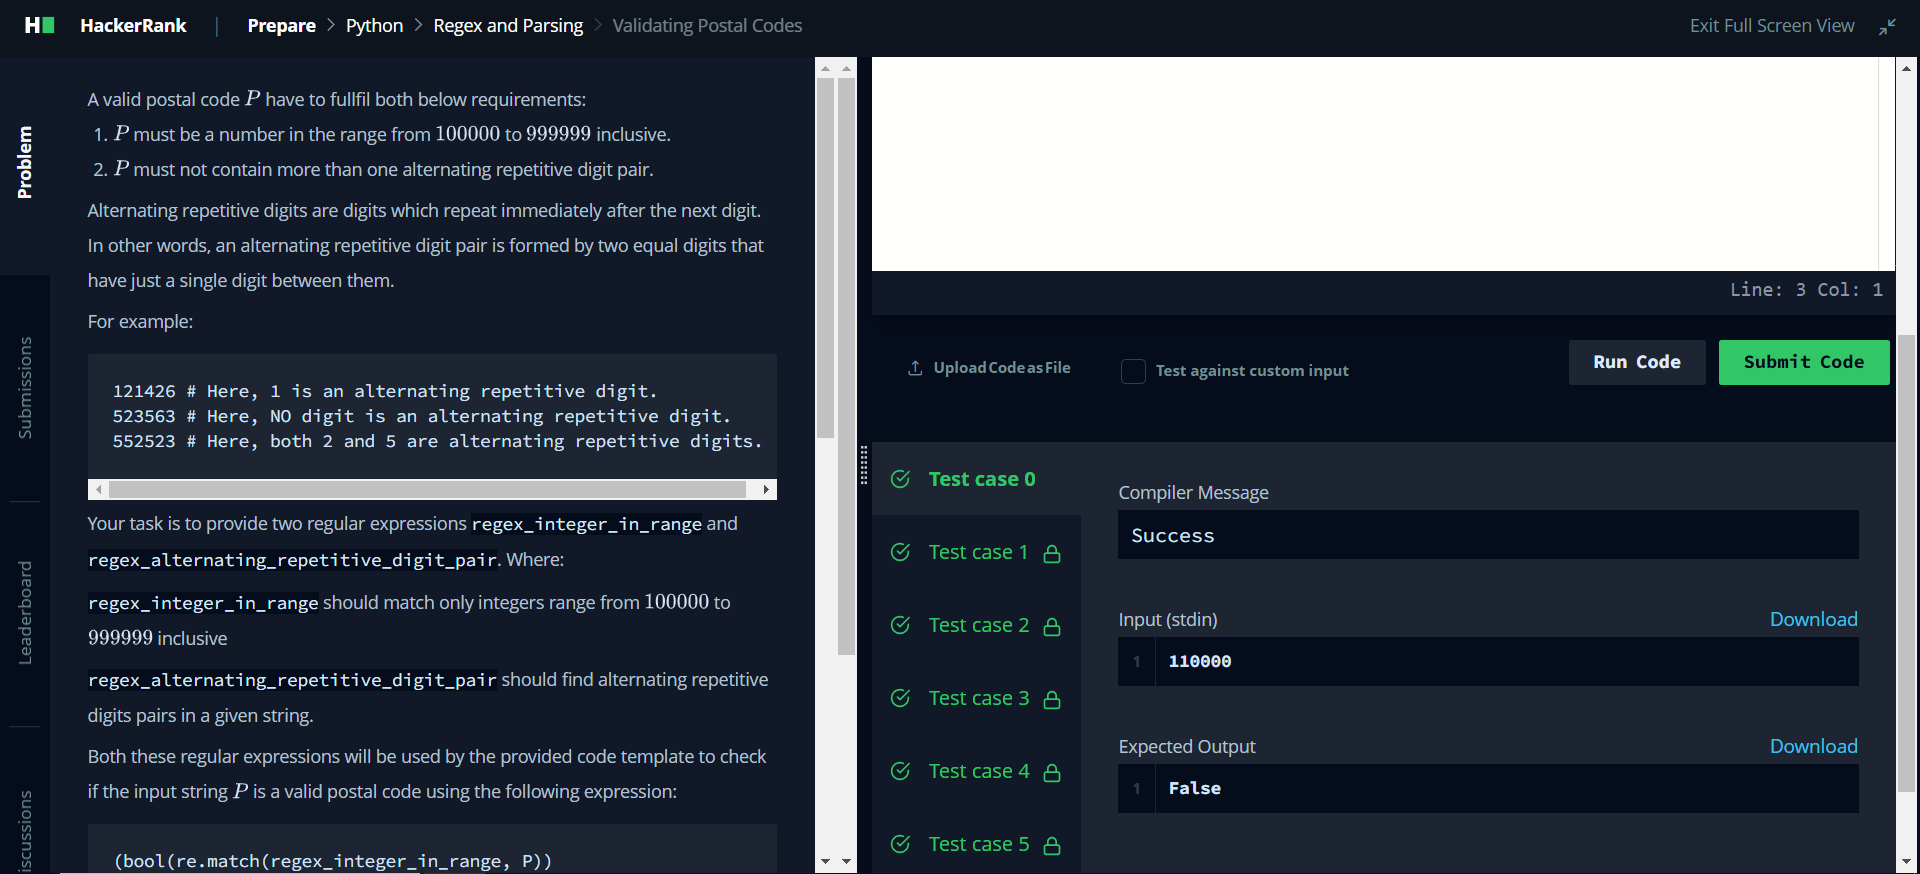 HackerRank | Prepare > Python > Regex and Parsing > Validating Postal Codes
Exit Full Screen View
Problem
Submissions
Leaderboard
iscussions
A valid postal code P have to fullfil both below requirements:
1. P must be a number in the range from 100000 to 999999 inclusive.
2. P must not contain more than one alternating repetitive digit pair.
Alternating repetitive digits are digits which repeat immediately after the next digit.
In other words, an alternating repetitive digit pair is formed by two equal digits that
have just a single digit between them.
For example:
121426 # Here, 1 is an alternating repetitive digit.
523563 # Here, NO digit is an alternating repetitive digit.
552523 # Here, both 2 and 5 are alternating repetitive digits.
Your task is to provide two regular expressions regex_integer_in_range and
regex_alternating_repetitive_digit_pair. Where:
regex_integer_in_range should match only integers range from 100000 to
999999 inclusive
regex_alternating_repetitive_digit_pair should find alternating repetitive
digits pairs in a given string.
Both these regular expressions will be used by the provided code template to check
if the input string P is a valid postal code using the following expression:
(bool(re.match(regex_integer_in_range, P))
Line: 3 Col: 1
Upload Code as File
Test against custom input
Run Code
Submit Code
Test case 0
Test case 1
Test case 2
Test case 3
Test case 4
Test case 5
Compiler Message
Success
Input (stdin)
Download
1 110000
Expected Output
Download
1 False